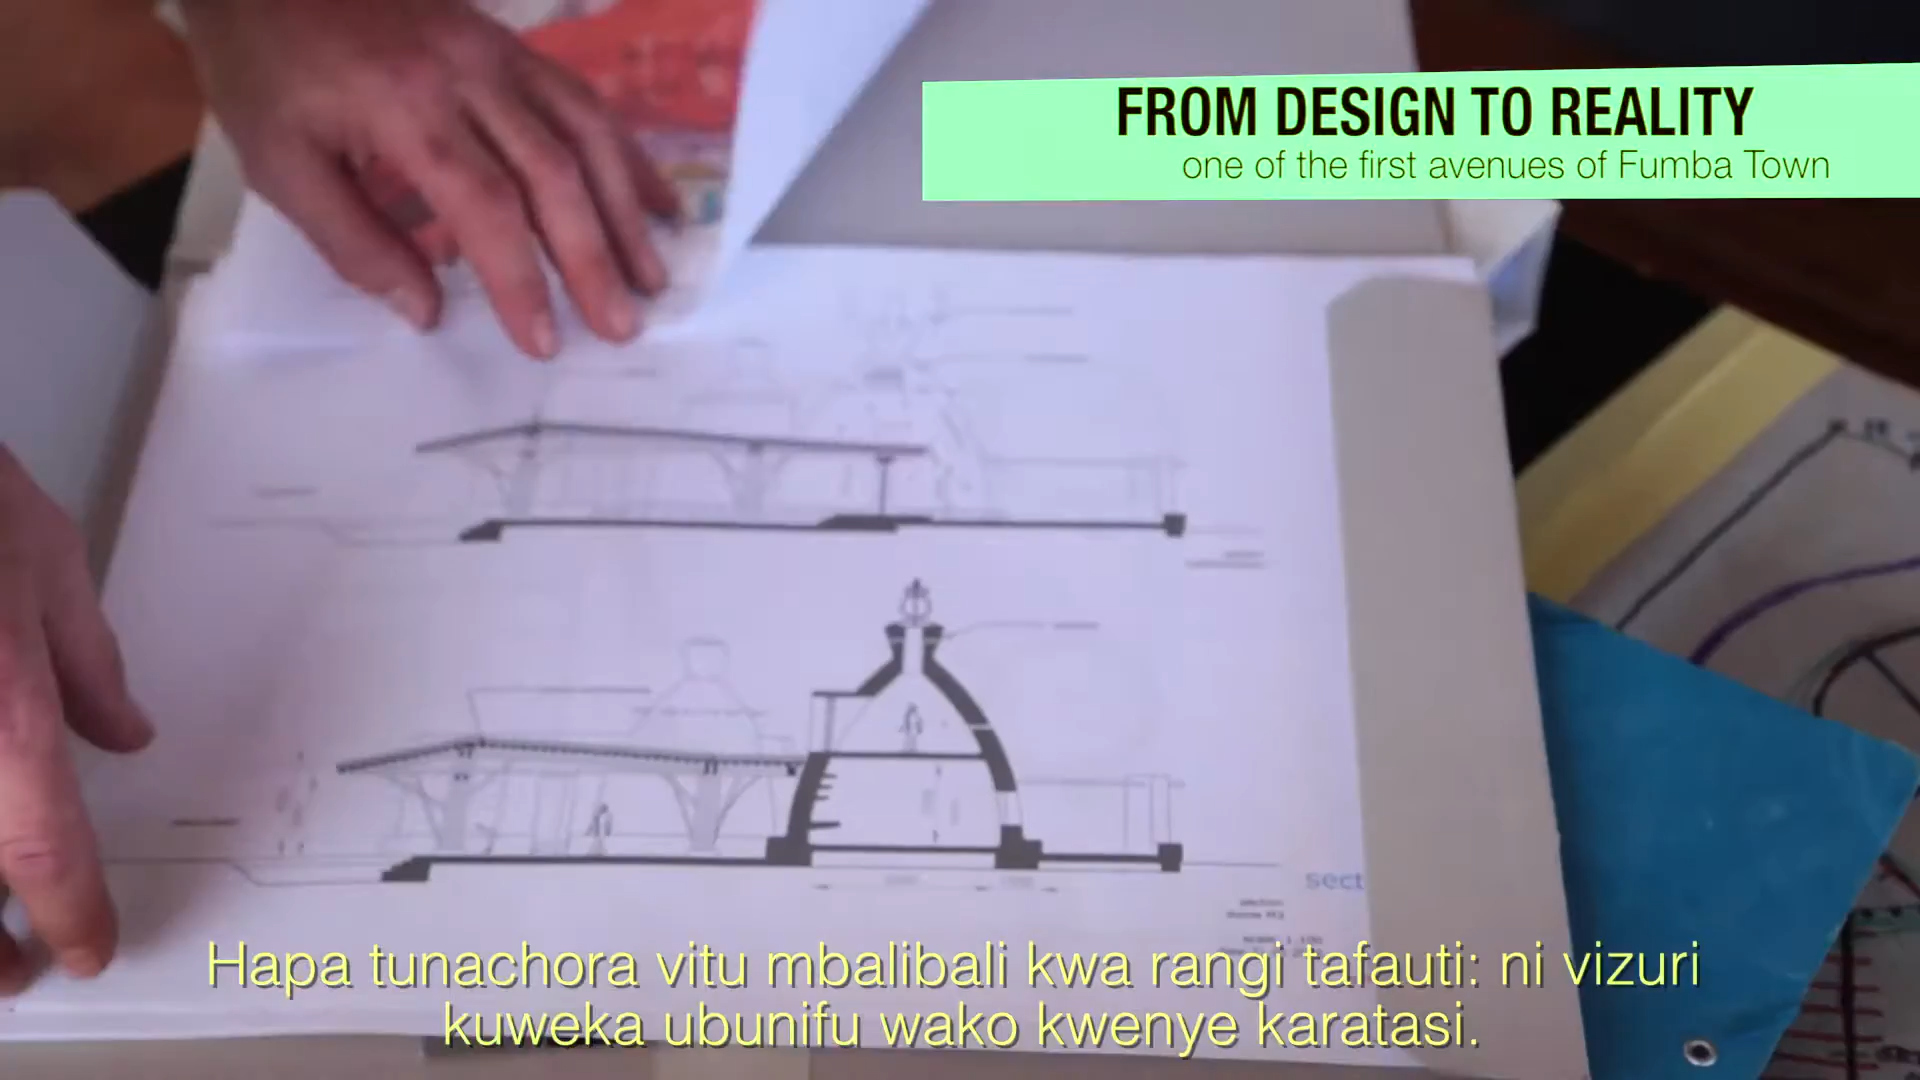 FROM DESIGN TO REALITY
one of the first avenues of Fumba Town
sect
Hapa tunachora vitu mbalibali kwa rangi tafauti: ni vizuri
kuweka ubunifu wako kwenye karatasi.